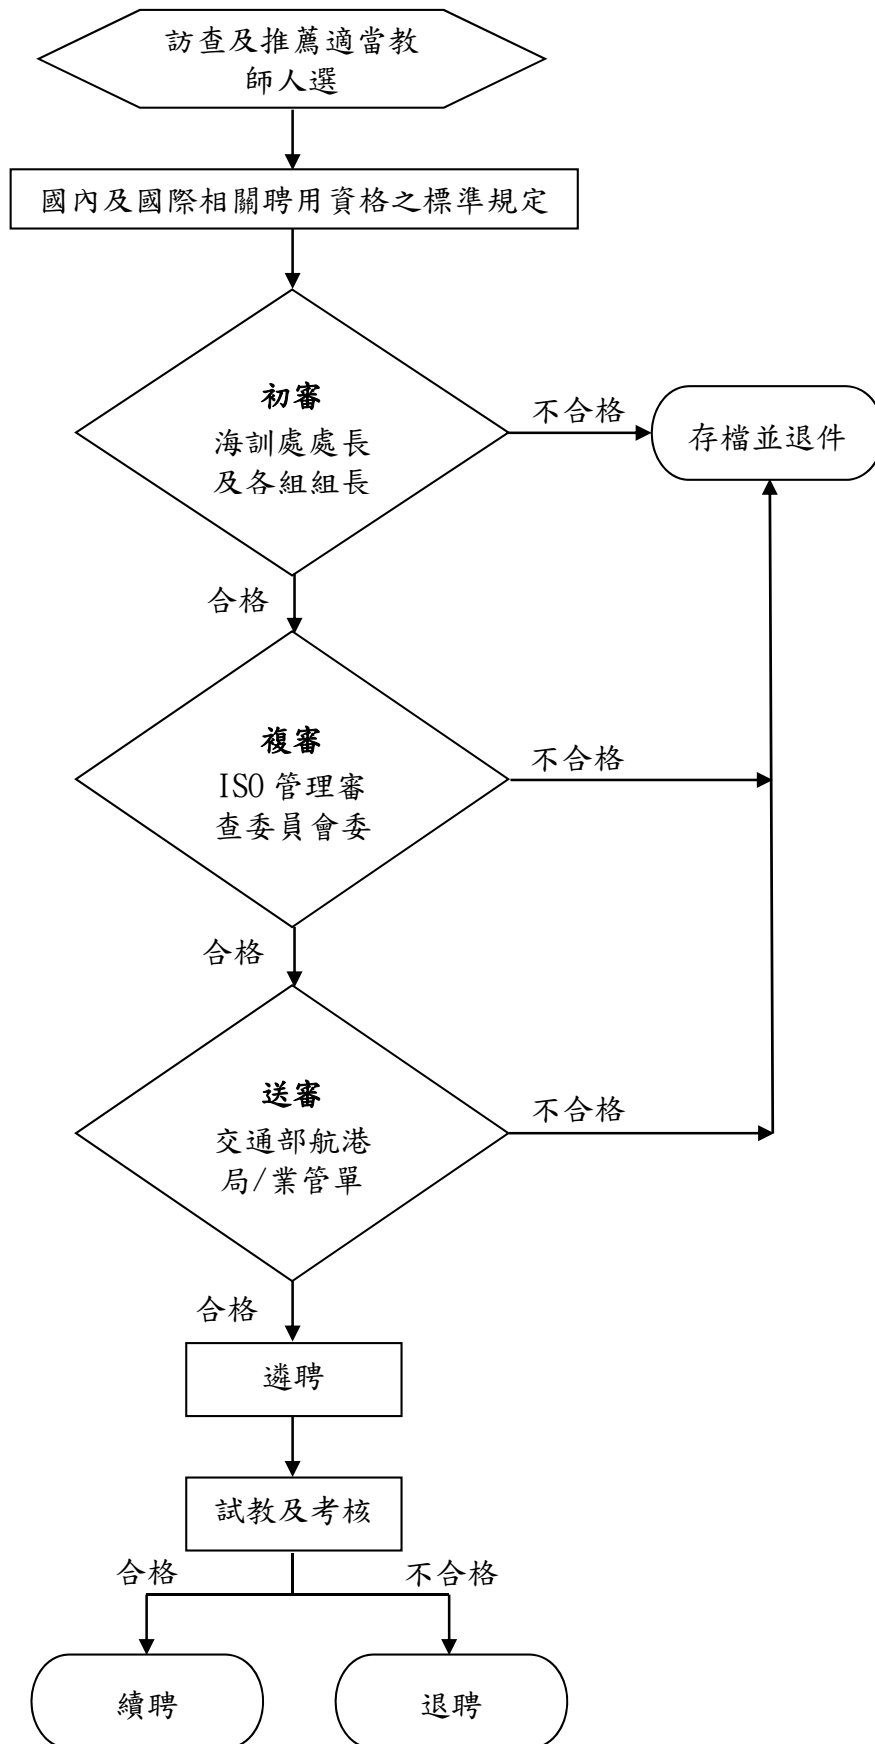 訪查及推薦適當教
師人選
國內及國際相關聘用資格之標準規定
初審
海訓處處長
及各組組長
不合格
存檔並退件
合格
複審
ISO 管理審
查委員會委
不合格
合格
送審
交通部航港
局/業管單
不合格
合格
遴聘
試教及考核
合格
不合格
續聘
退聘